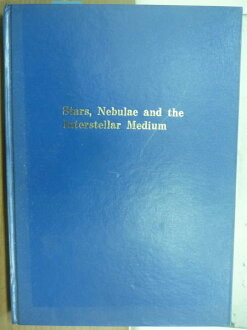 Stars, Nebulae and the
Interstellar Medium